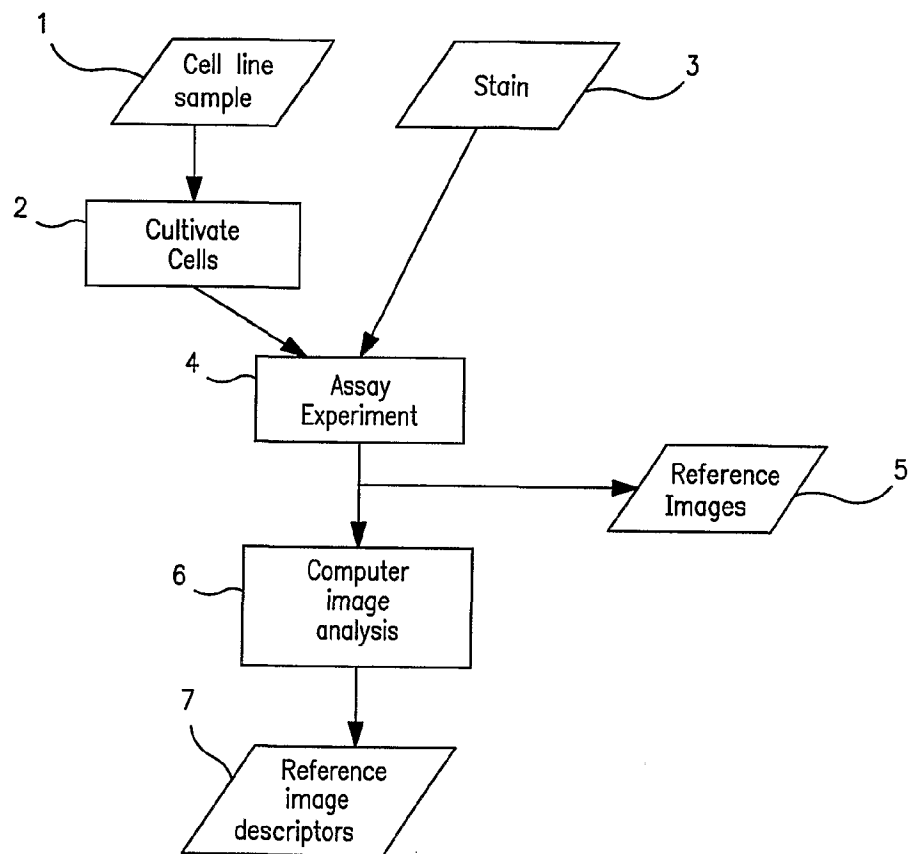 1
Cell line
sample
Stain
3
2
Cultivate
Cells
4
Assay
Experiment
Reference
Images
5
6
Computer
image
analysis
7
Reference
image
descriptors